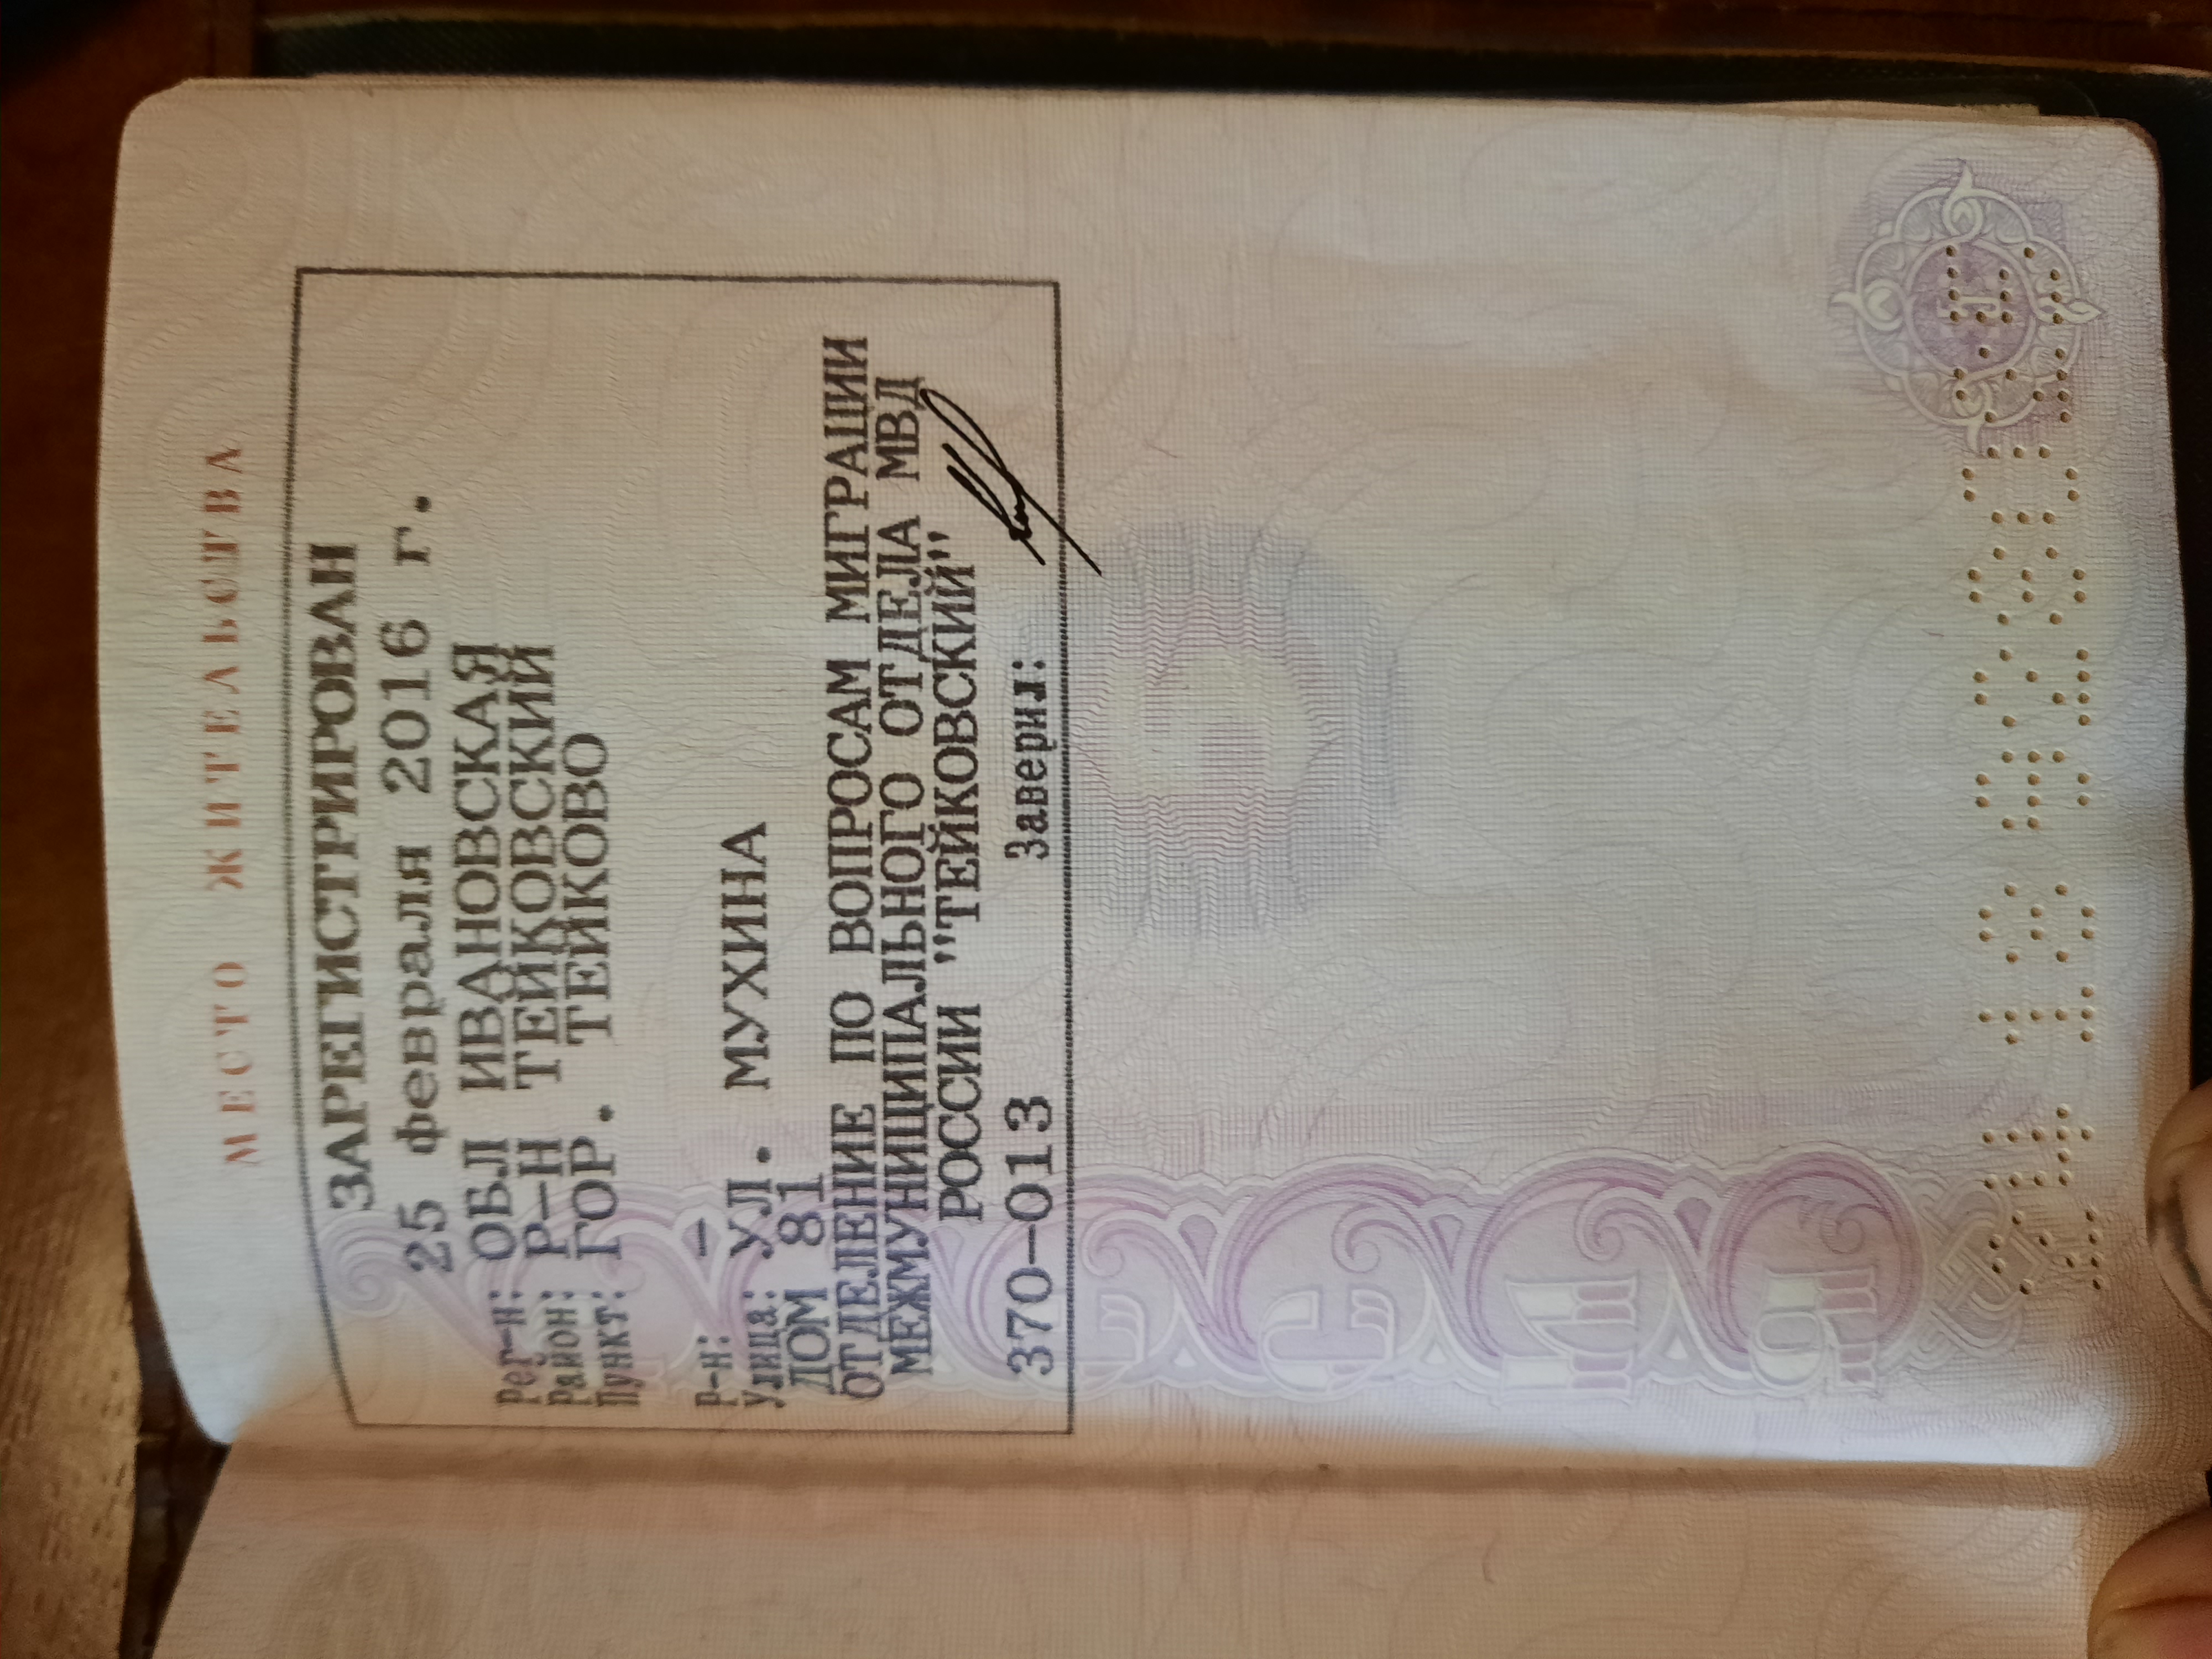 МЕСТО ЖИТЕЛЬСТВА
ЗАРЕГИСТРИРОВАН
25 февраля 2016 г.
Рег-н: ОБЛ ИВАНОВСКАЯ
Район: Р-Н ТЕЙКОВСКИЙ
Пункт: ГОР. ТЕЙКОВО
Р-н: –
Улица: УЛ. МУХИНА
ДОМ 81
ОТДЕЛЕНИЕ ПО ВОПРОСАМ МИГРАЦИИ
МЕЖМУНИЦИПАЛЬНОГО ОТДЕЛА МВД
РОССИИ "ТЕЙКОВСКИЙ"
370-013 Заверил: